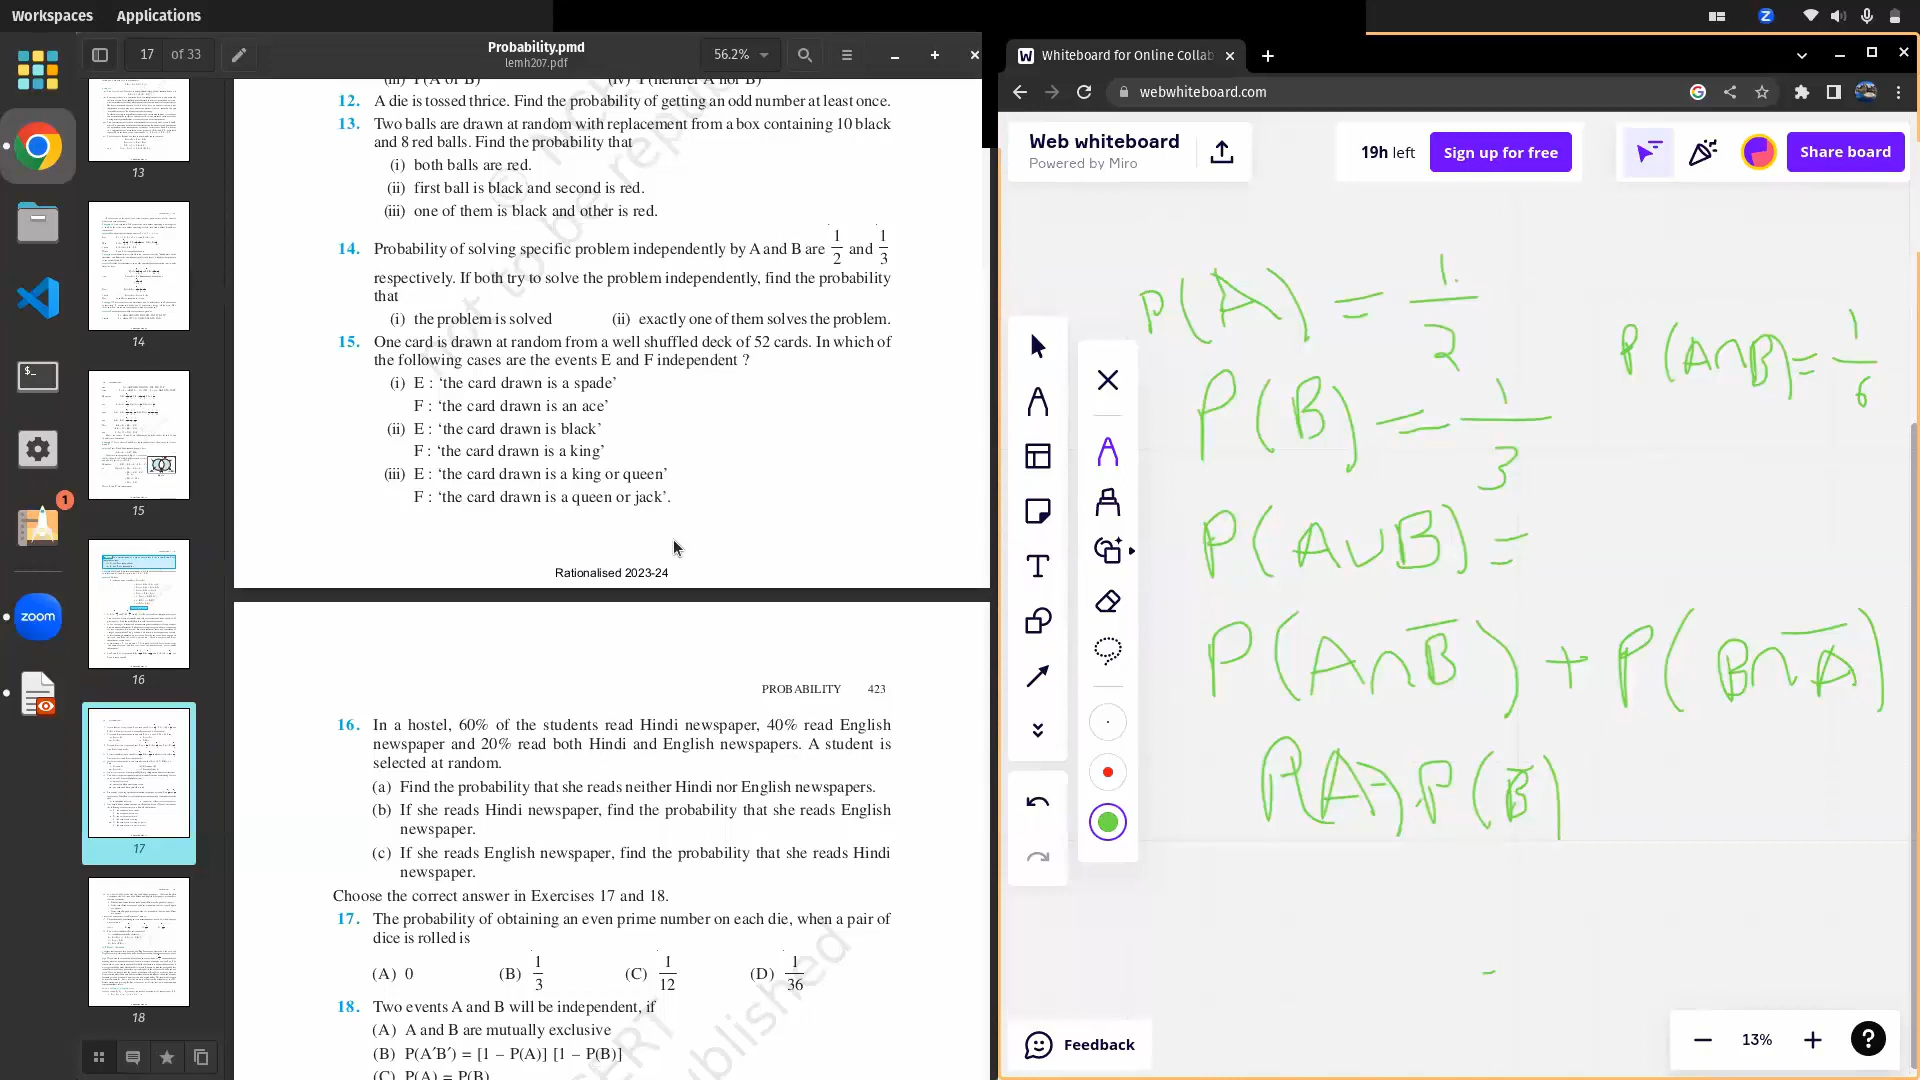 Workspaces Applications
17 of 33
Probability.pmd
lemh207.pdf
56.2%
13
14
15
16
17
18
12. A die is tossed thrice. Find the probability of getting an odd number at least once.
13. Two balls are drawn at random with replacement from a box containing 10 black
and 8 red balls. Find the probability that
(i) both balls are red.
(ii) first ball is black and second is red.
(iii) one of them is black and other is red.
14. Probability of solving specific problem independently by A and B are 1/2 and 1/3
respectively. If both try to solve the problem independently, find the probability
that
(i) the problem is solved (ii) exactly one of them solves the problem.
15. One card is drawn at random from a well shuffled deck of 52 cards. In which of
the following cases are the events E and F independent ?
(i) E : ‘the card drawn is a spade’
F : ‘the card drawn is an ace’
(ii) E : ‘the card drawn is black’
F : ‘the card drawn is a king’
(iii) E : ‘the card drawn is a king or queen’
F : ‘the card drawn is a queen or jack’.
Rationalised 2023-24
PROBABILITY 423
16. In a hostel, 60% of the students read Hindi newspaper, 40% read English
newspaper and 20% read both Hindi and English newspapers. A student is
selected at random.
(a) Find the probability that she reads neither Hindi nor English newspapers.
(b) If she reads Hindi newspaper, find the probability that she reads English
newspaper.
(c) If she reads English newspaper, find the probability that she reads Hindi
newspaper.
Choose the correct answer in Exercises 17 and 18.
17. The probability of obtaining an even prime number on each die, when a pair of
dice is rolled is
(A) 0 (B) 1/3 (C) 1/12 (D) 1/36
18. Two events A and B will be independent, if
(A) A and B are mutually exclusive
(B) P(A′B′) = [1 – P(A)] [1 – P(B)]
(C) P(A) = P(B)
zoom
1
Whiteboard for Online Collab
webwhiteboard.com
Web whiteboard
Powered by Miro
19h left
Sign up for free
Share board
P(A) = 1/2
P(A∩B) = 1/6
P(B) = 1/3
P(A∪B) =
P(A∩B̅) + P(B∩A̅)
P(A) P(B̅)
Feedback
13%